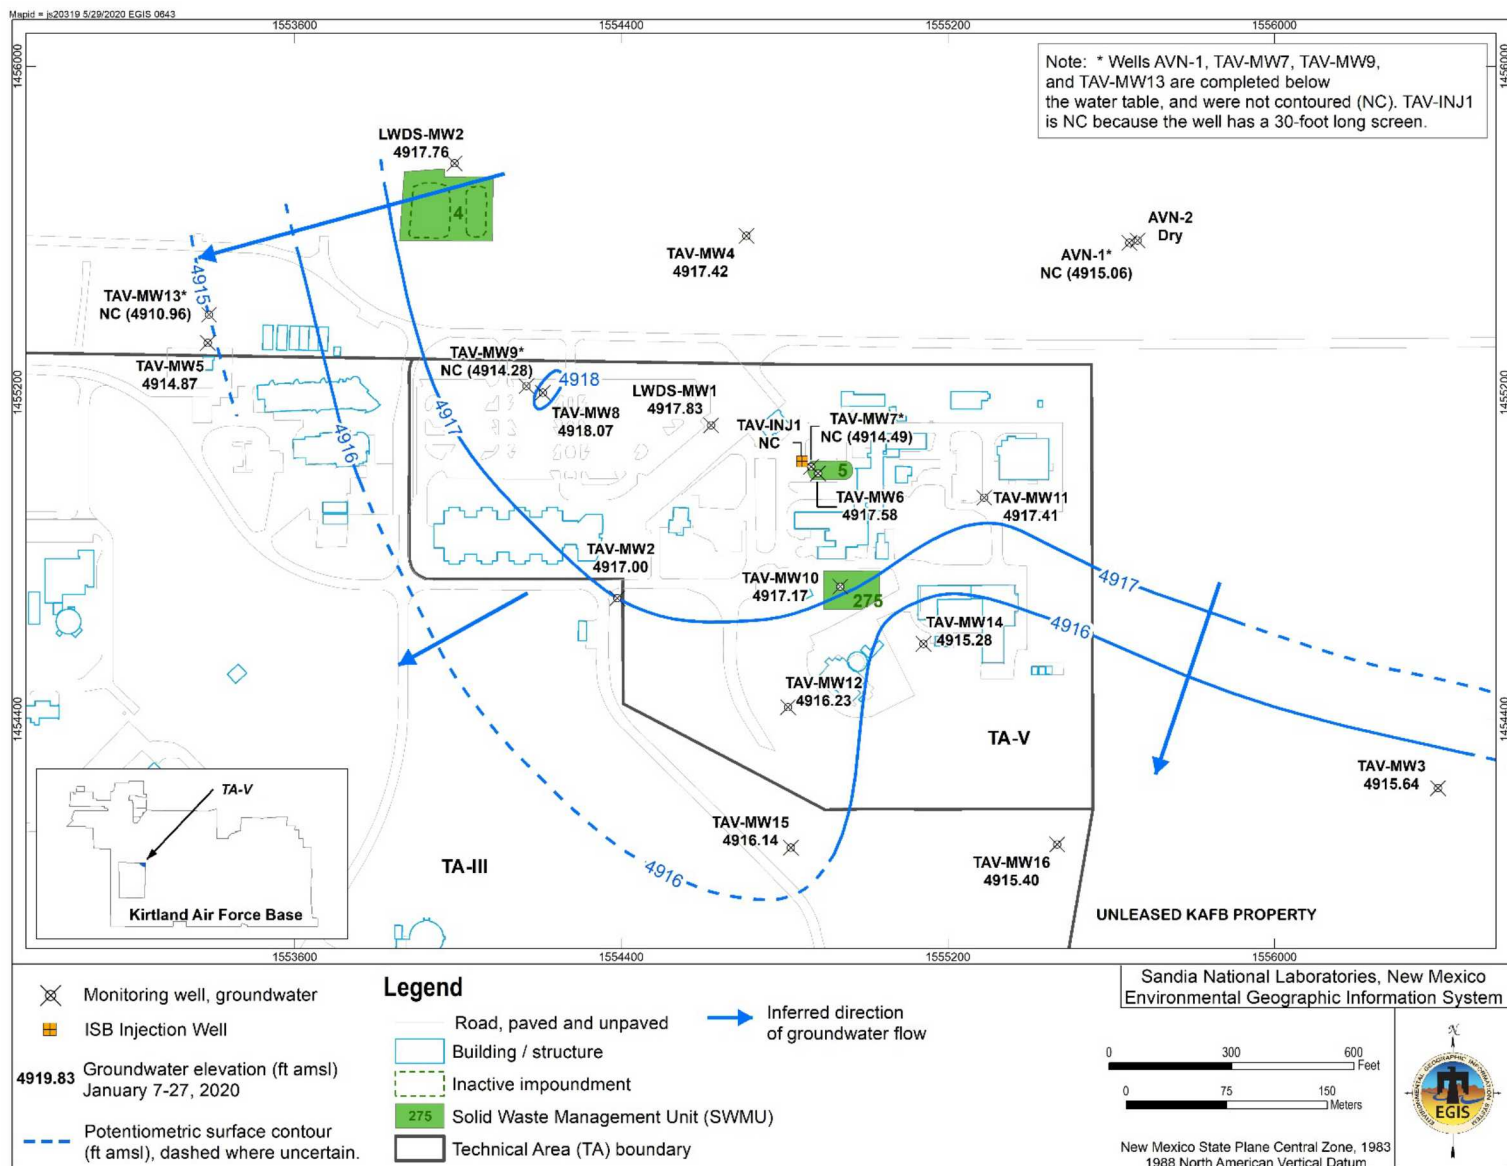 Mapid = js20319 5/29/2020 EGIS 0643
1553600
1554400
1555200
1556000
1456000
1456000
Note: * Wells AVN-1, TAV-MW7, TAV-MW9,
and TAV-MW13 are completed below
the water table, and were not contoured (NC). TAV-INJ1
is NC because the well has a 30-foot long screen.
LWDS-MW2
4917.76
4
TAV-MW4
4917.42
AVN-2
Dry
AVN-1*
NC (4915.06)
4915
TAV-MW13*
NC (4910.96)
TAV-MW5
4914.87
TAV-MW9*
NC (4914.28)
4918
TAV-MW8
4918.07
LWDS-MW1
4917.83
1455200
1455200
4917
4916
TAV-INJ1
NC
TAV-MW7*
NC (4914.49)
5
TAV-MW6
4917.58
TAV-MW11
4917.41
TAV-MW2
4917.00
TAV-MW10
4917.17
275
4917
4916
TAV-MW14
4915.28
TAV-MW12
4916.23
TA-V
1454400
1454400
TAV-MW3
4915.64
TA-V
Kirtland Air Force Base
TA-III
4916
TAV-MW15
4916.14
TAV-MW16
4915.40
UNLEASED KAFB PROPERTY
1553600
1554400
1555200
1556000
Legend
Monitoring well, groundwater
ISB Injection Well
4919.83 Groundwater elevation (ft amsl)
January 7-27, 2020
Potentiometric surface contour
(ft amsl), dashed where uncertain.
Road, paved and unpaved
Building / structure
Inactive impoundment
275 Solid Waste Management Unit (SWMU)
Technical Area (TA) boundary
Inferred direction
of groundwater flow
Sandia National Laboratories, New Mexico
Environmental Geographic Information System
0 300 600
Feet
0 75 150
Meters
N
ENVIRONMENTAL GEOGRAPHIC INFORMATION SYSTEM
EGIS
New Mexico State Plane Central Zone, 1983
1988 North American Vertical Datum